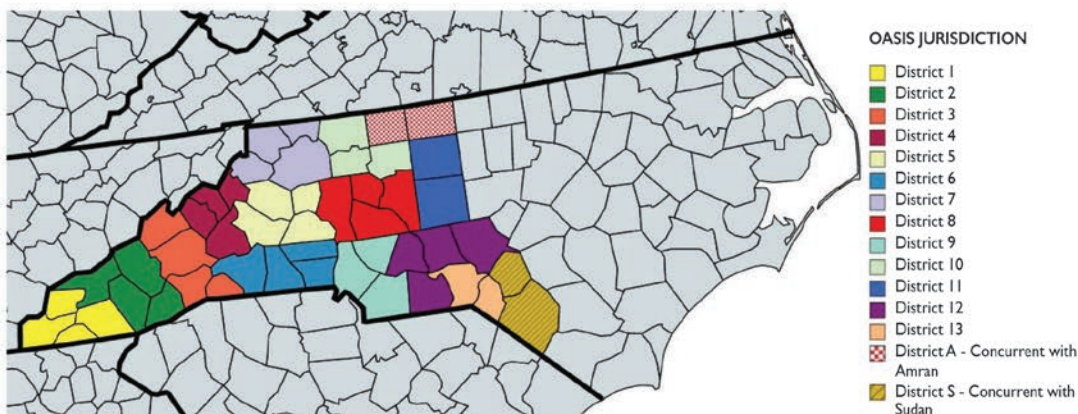 OASIS JURISDICTION
District 1
District 2
District 3
District 4
District 5
District 6
District 7
District 8
District 9
District 10
District 11
District 12
District 13
District A - Concurrent with
Amran
District S - Concurrent with
Sudan